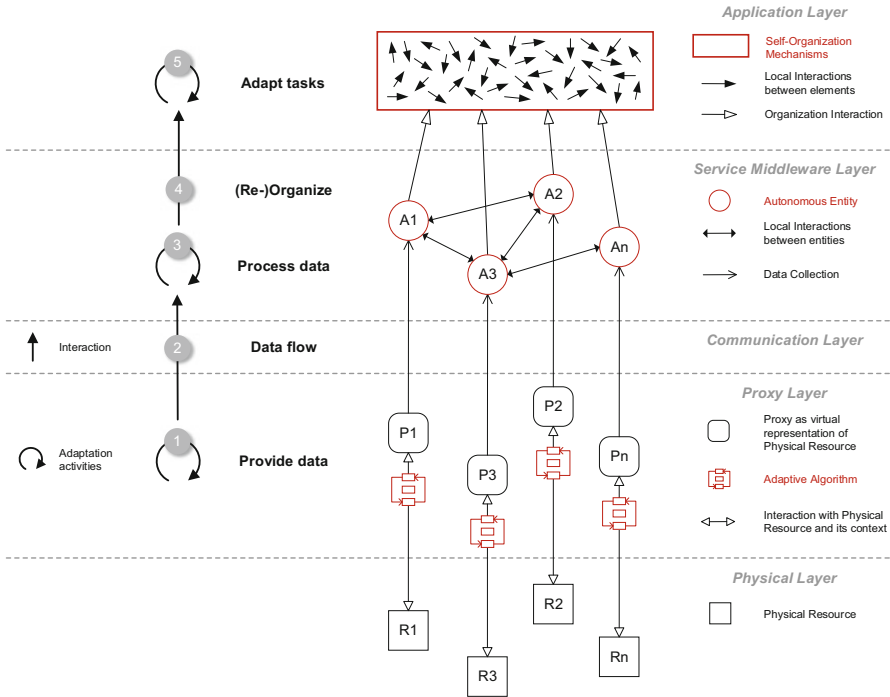 Application Layer
Self-Organization
Mechanisms
Local Interactions
between elements
Organization Interaction
5
Adapt tasks
Service Middleware Layer
4
(Re-)Organize
A1
A2
Autonomous Entity
Local Interactions
between entities
3
Process data
A3
An
Data Collection
Interaction
2
Data flow
Communication Layer
Proxy Layer
Adaptation
activities
1
Provide data
P1
P3
P2
Pn
Proxy as virtual
representation of
Physical Resource
Adaptive Algorithm
Interaction with Physical
Resource and its context
Physical Layer
R1
R3
R2
Rn
Physical Resource